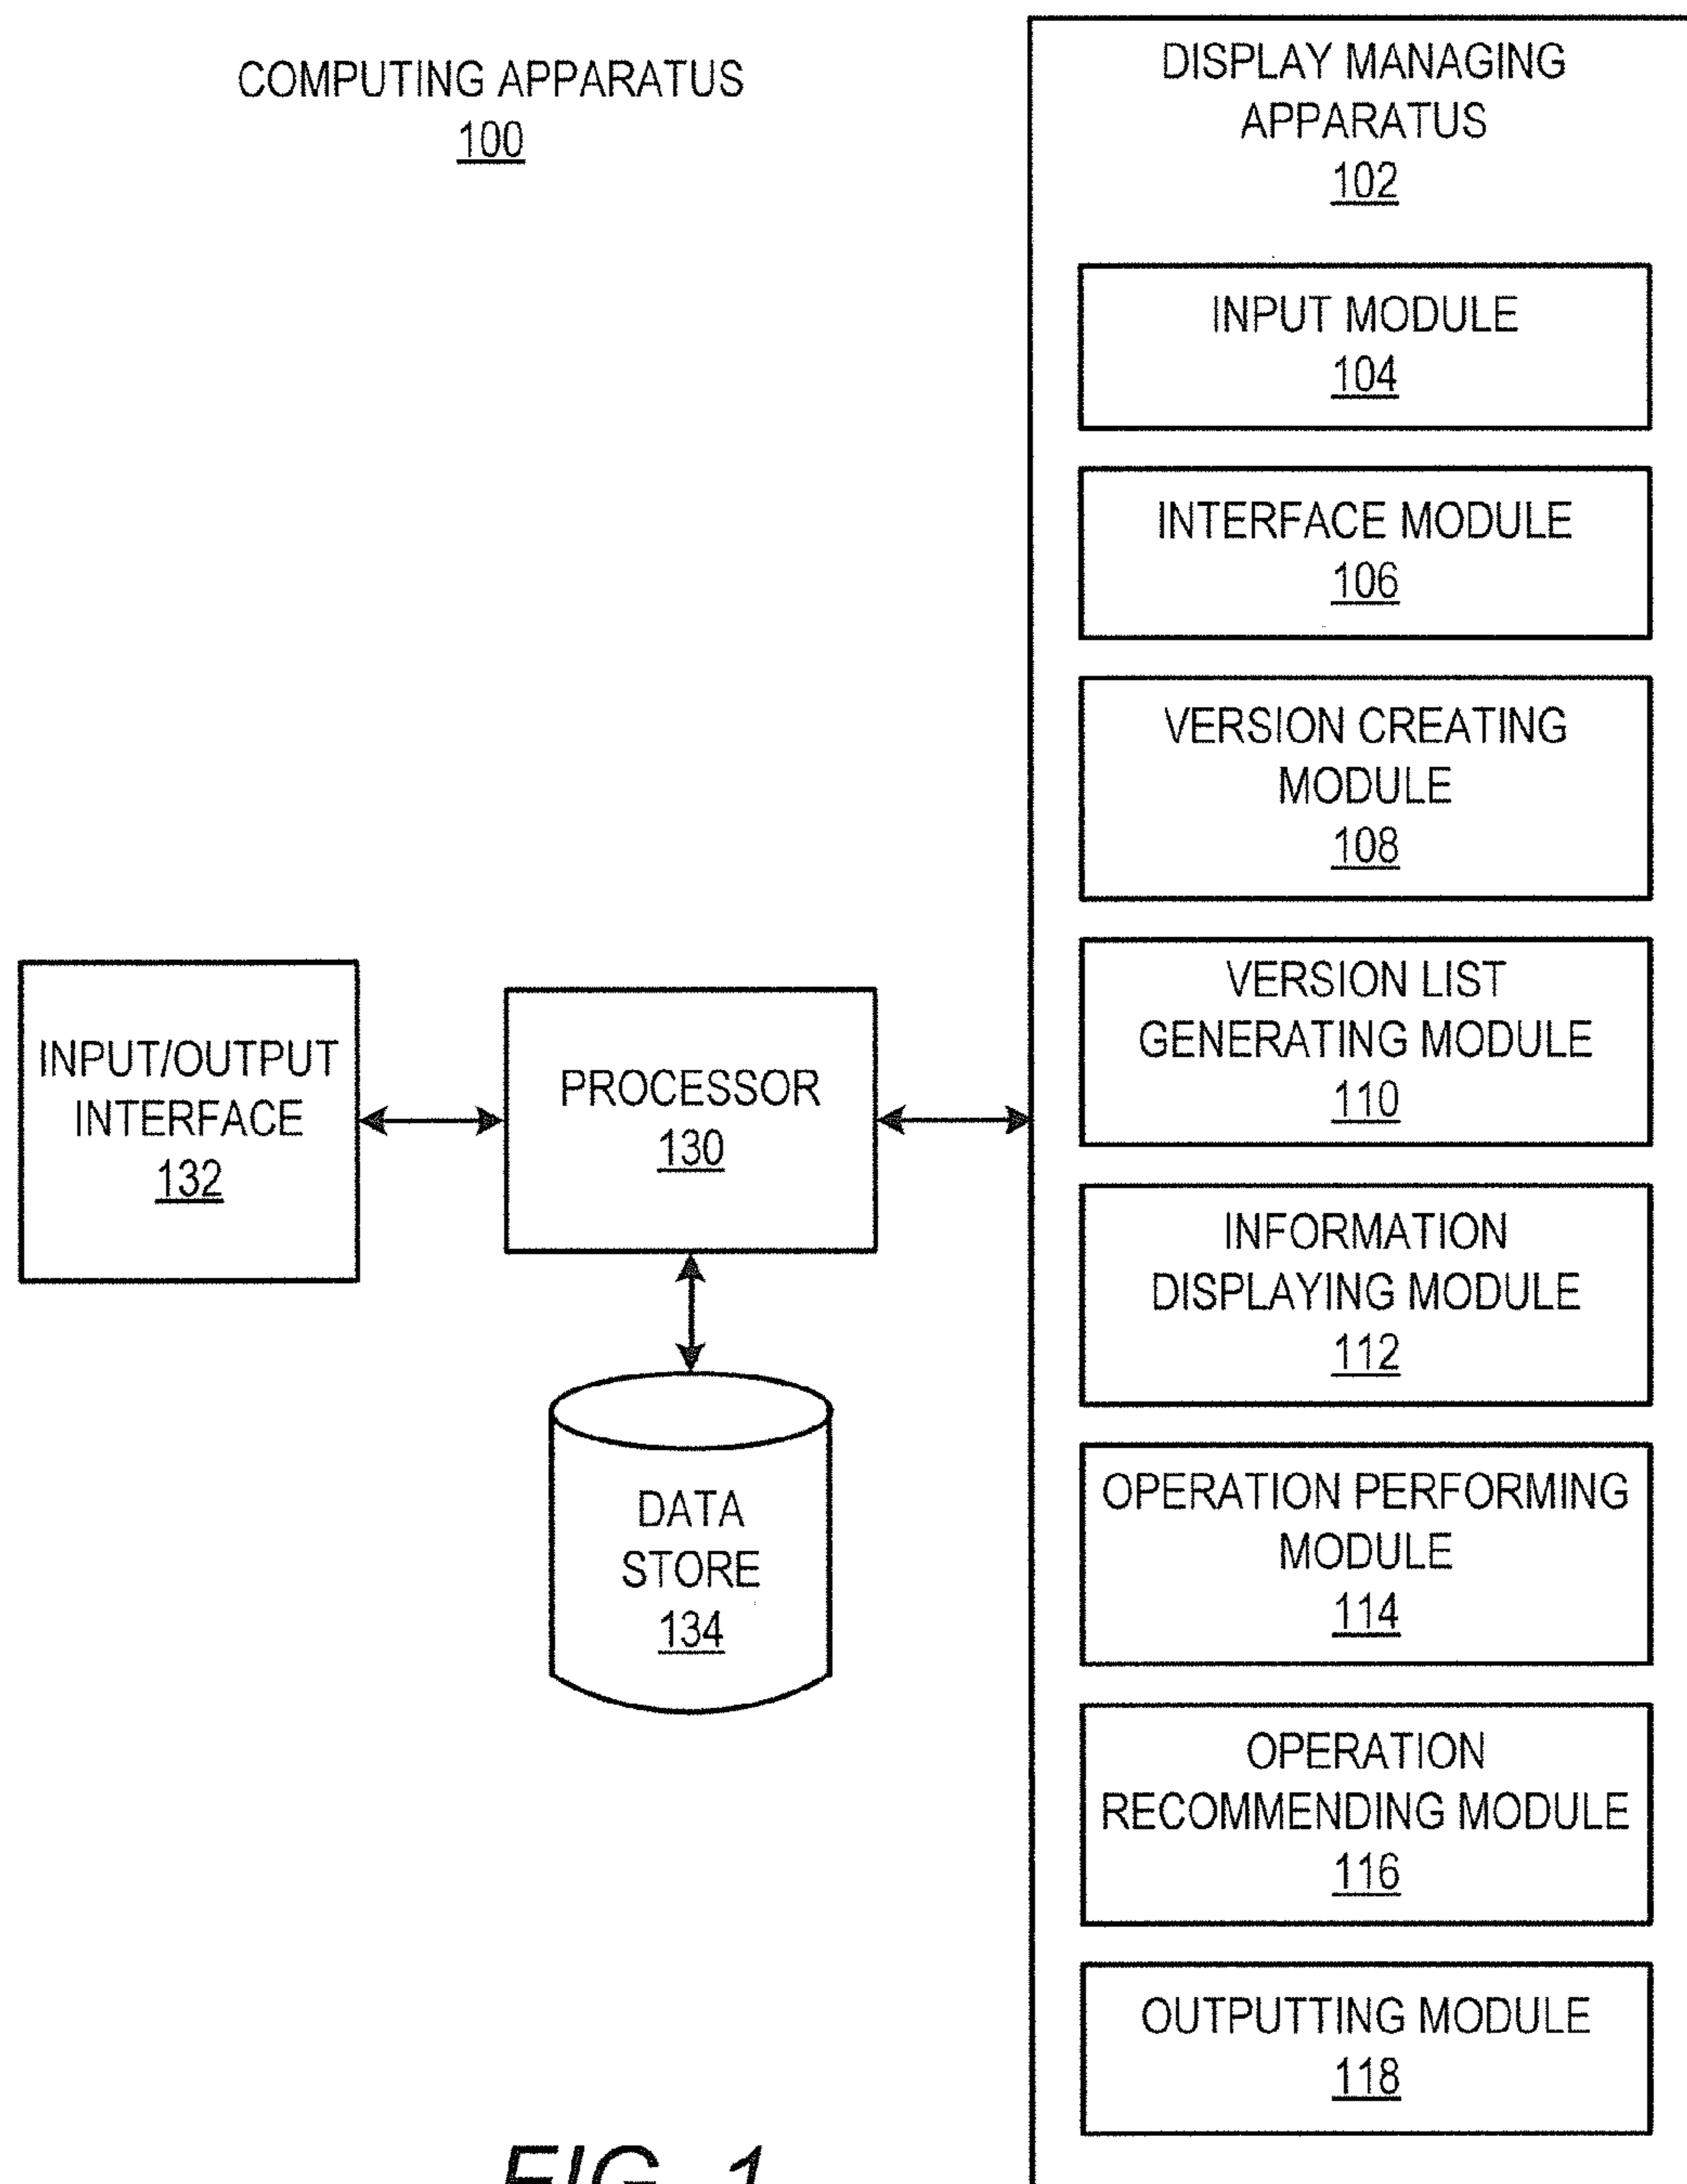 COMPUTING APPARATUS
100
DISPLAY MANAGING
APPARATUS
102
INPUT MODULE
104
INTERFACE MODULE
106
VERSION CREATING
MODULE
108
VERSION LIST
GENERATING MODULE
110
INFORMATION
DISPLAYING MODULE
112
OPERATION PERFORMING
MODULE
114
OPERATION
RECOMMENDING MODULE
116
OUTPUTTING MODULE
118
INPUT/OUTPUT
INTERFACE
132
PROCESSOR
130
DATA
STORE
134
FIG. 1